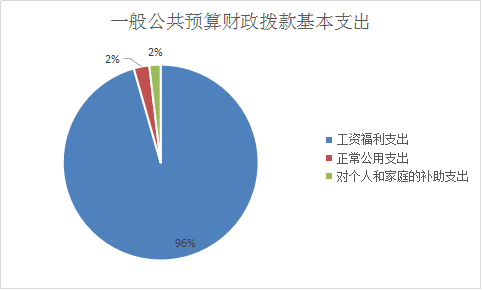 一般公共预算财政拨款基本支出
2%
2%
96%
工资福利支出
正常公用支出
对个人和家庭的补助支出